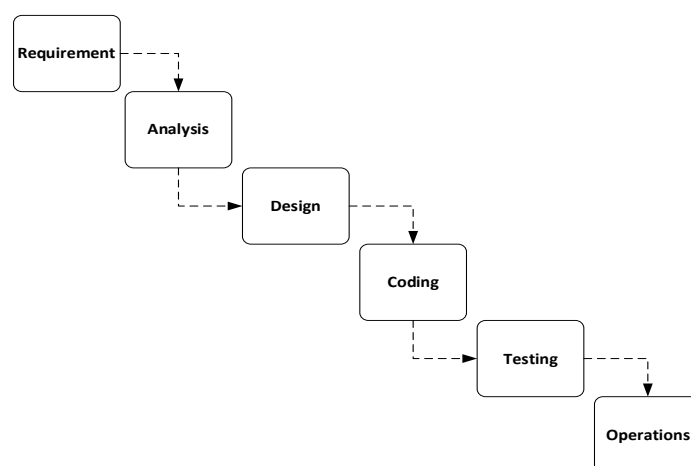 Requirement
Analysis
Design
Coding
Testing
Operations